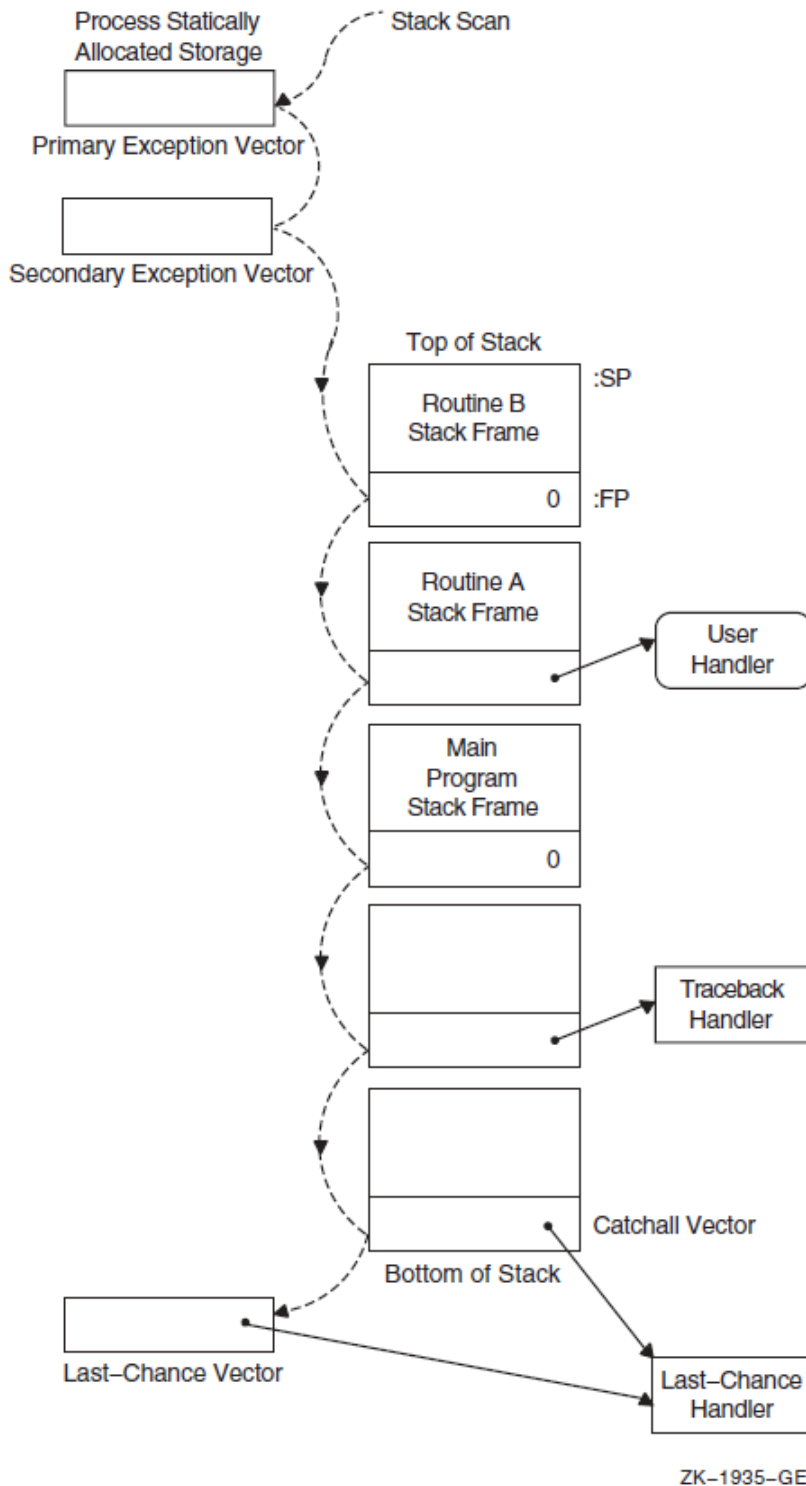 Process Statically
Allocated Storage
Stack Scan
Primary Exception Vector
Secondary Exception Vector
Top of Stack
:SP
Routine B
Stack Frame
0
:FP
Routine A
Stack Frame
User
Handler
Main
Program
Stack Frame
0
Traceback
Handler
Catchall Vector
Bottom of Stack
Last–Chance Vector
Last–Chance
Handler
ZK–1935–GE